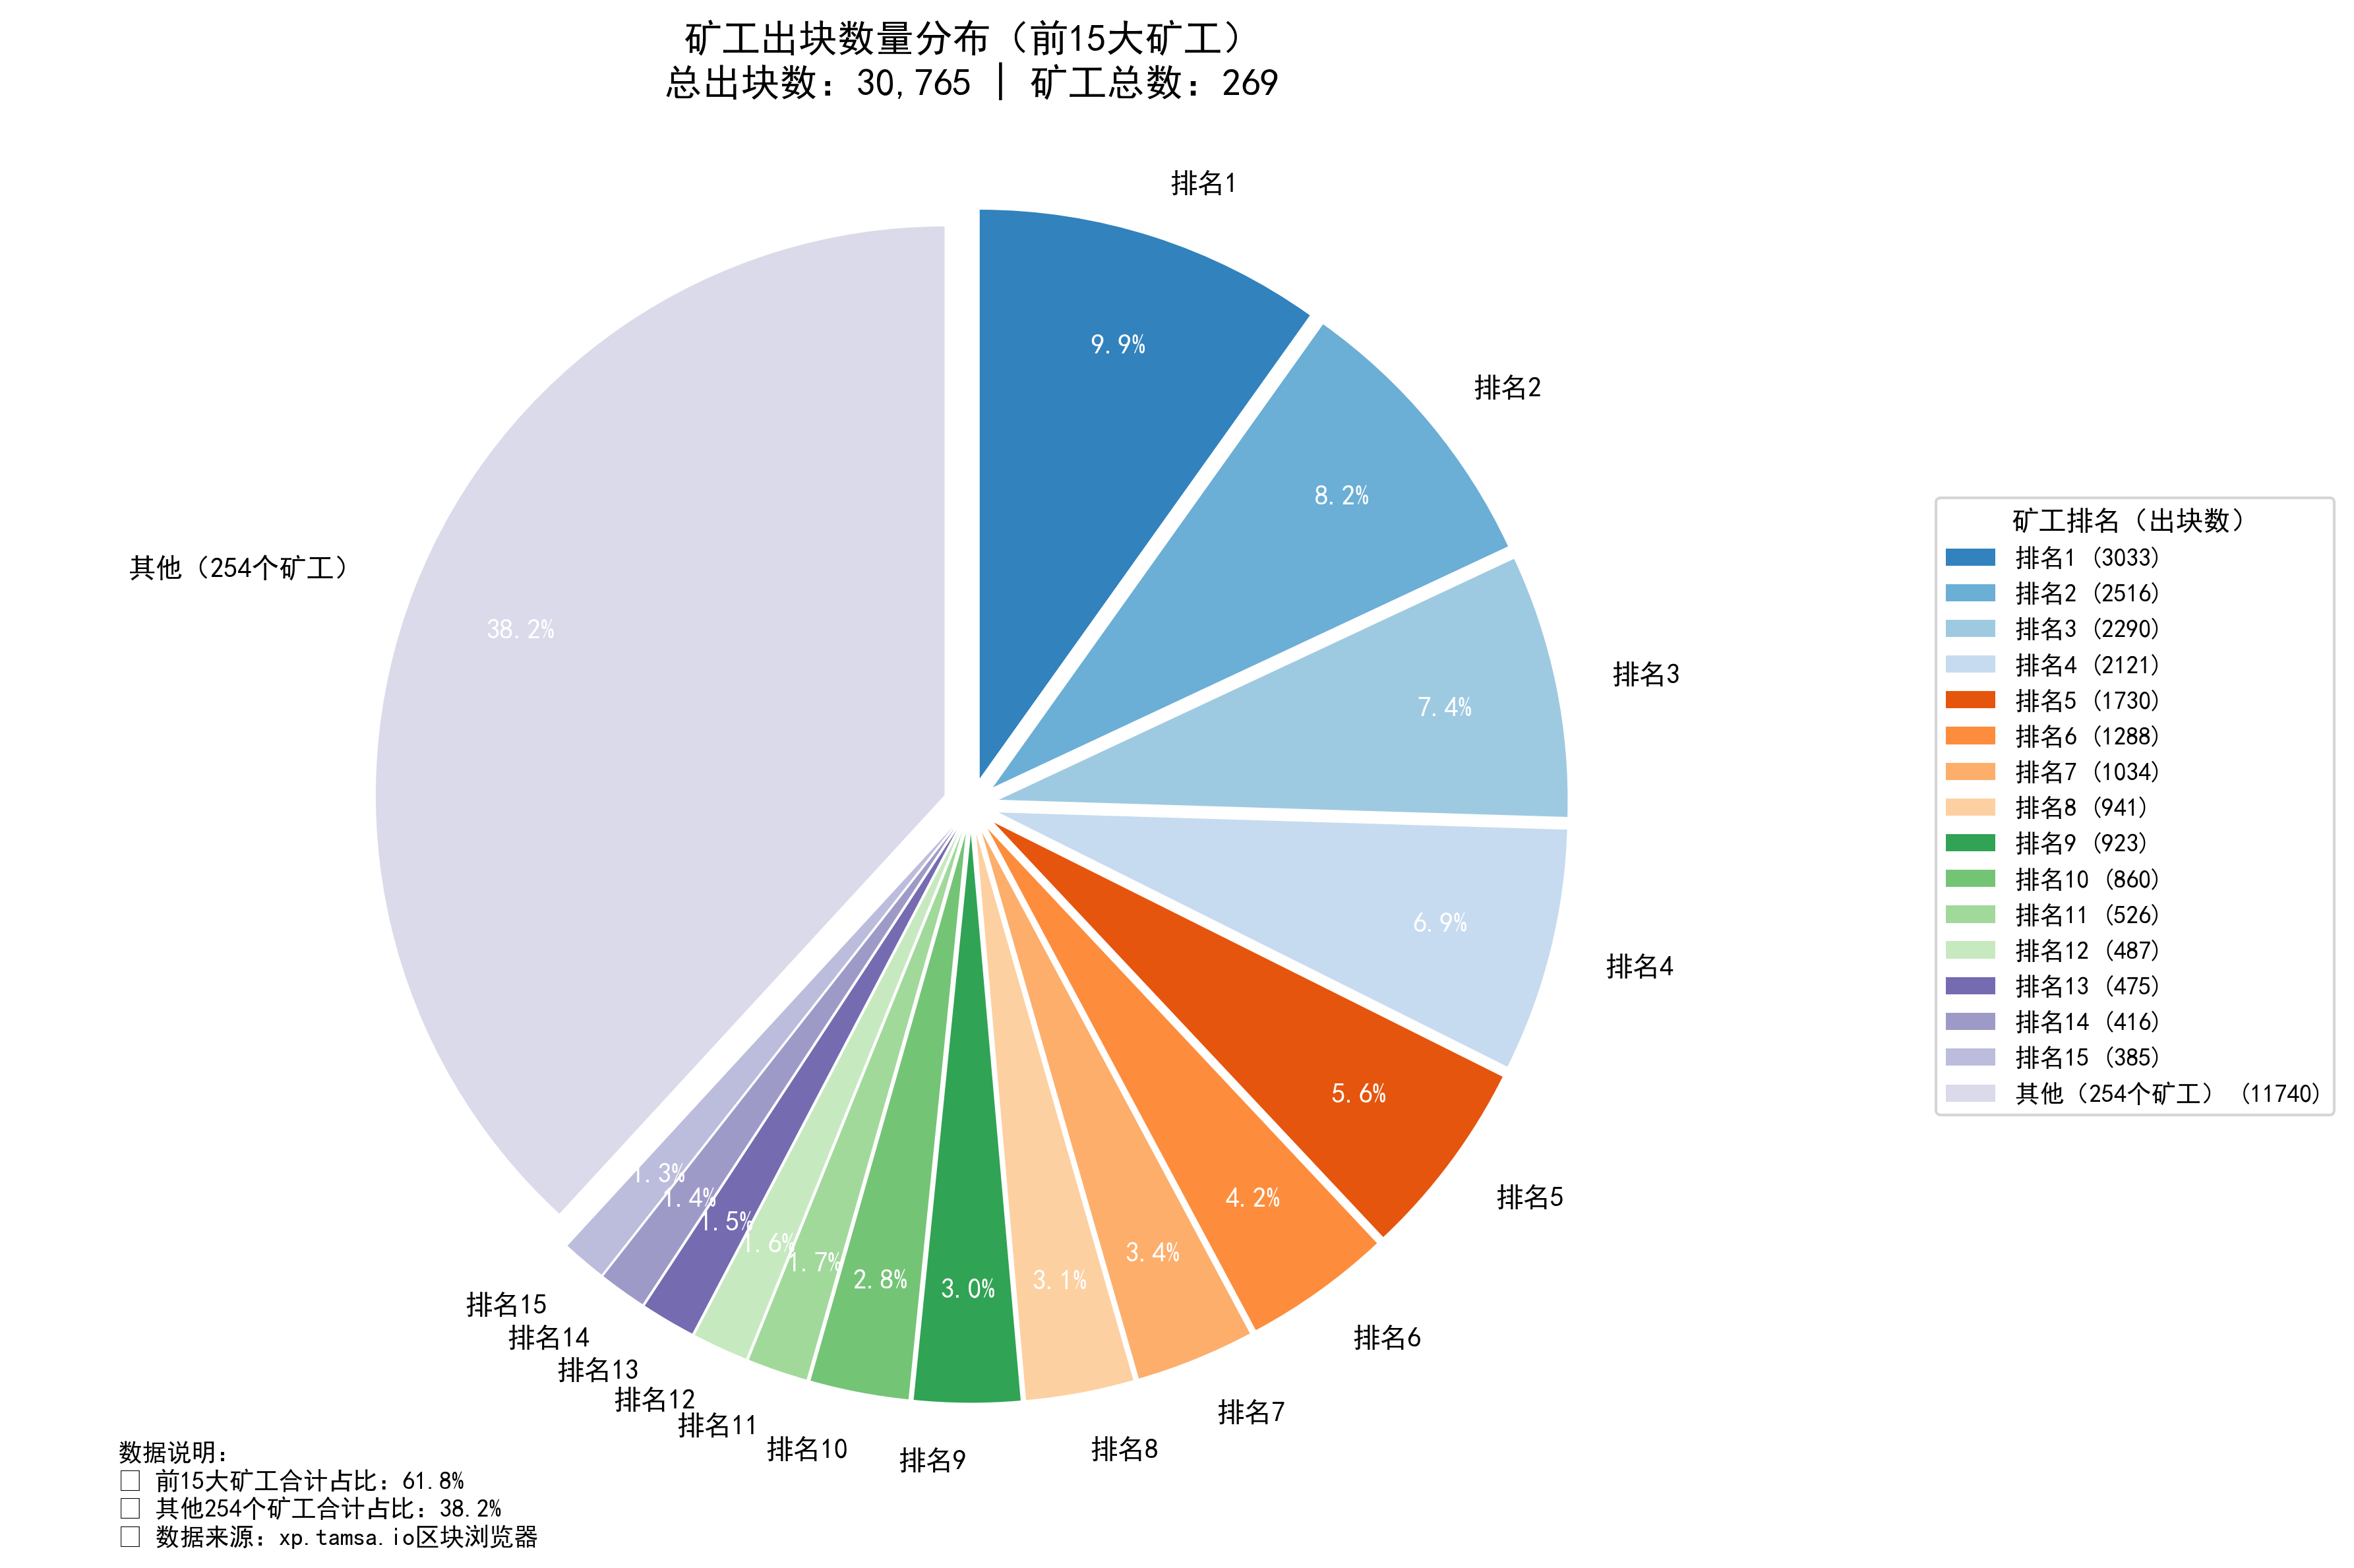 矿工出块数量分布（前15大矿工）
总出块数：30,765 | 矿工总数：269
排名1
9.9%
排名2
8.2%
排名3
7.4%
排名4
6.9%
排名5
5.6%
排名6
4.2%
排名7
3.4%
排名8
3.1%
排名9
3.0%
排名10
2.8%
排名11
1.7%
排名12
1.6%
排名13
1.5%
排名14
1.4%
排名15
1.3%
其他（254个矿工）
38.2%
矿工排名（出块数）
排名1 (3033)
排名2 (2516)
排名3 (2290)
排名4 (2121)
排名5 (1730)
排名6 (1288)
排名7 (1034)
排名8 (941)
排名9 (923)
排名10 (860)
排名11 (526)
排名12 (487)
排名13 (475)
排名14 (416)
排名15 (385)
其他（254个矿工） (11740)
数据说明：
□ 前15大矿工合计占比：61.8%
□ 其他254个矿工合计占比：38.2%
□ 数据来源：xp.tamsa.io区块浏览器